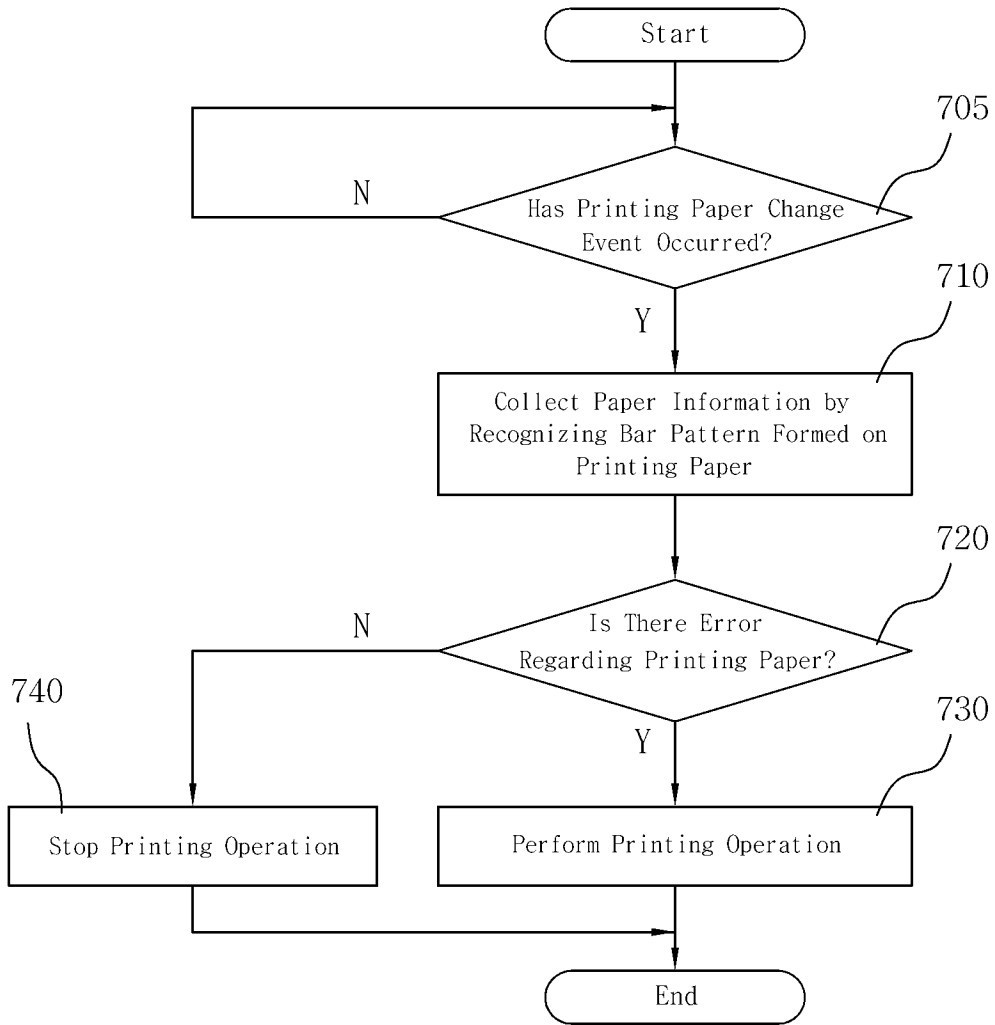 Start
705
N
Has Printing Paper Change
Event Occurred?
710
Y
Collect Paper Information by
Recognizing Bar Pattern Formed on
Printing Paper
720
N
Is There Error
Regarding Printing Paper?
740
730
Y
Stop Printing Operation
Perform Printing Operation
End